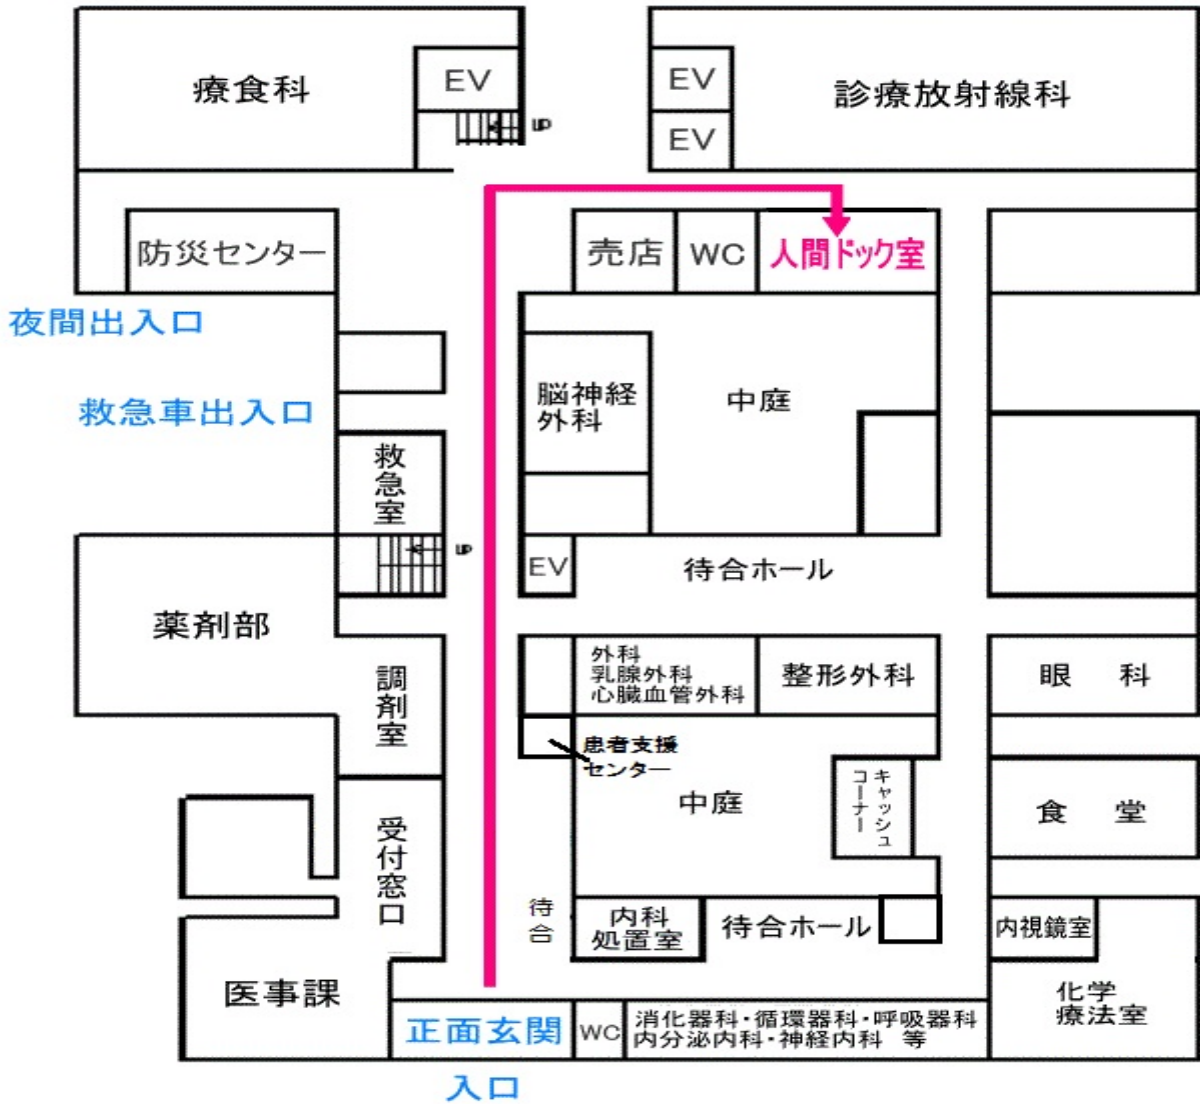 療食科
EV
UP
EV
EV
診療放射線科
防災センター
売店
WC
人間ドック室
夜間出入口
救急車出入口
脳神経
外科
中庭
救急室
UP
EV
待合ホール
薬剤部
調剤室
外科
乳腺外科
心臓血管外科
整形外科
眼 科
患者支援
センター
中庭
キャッシュ
コーナー
食 堂
受付窓口
待合
内科
処置室
待合ホール
内視鏡室
医事課
化学
療法室
正面玄関
WC
消化器科・循環器科・呼吸器科
内分泌内科・神経内科 等
入口